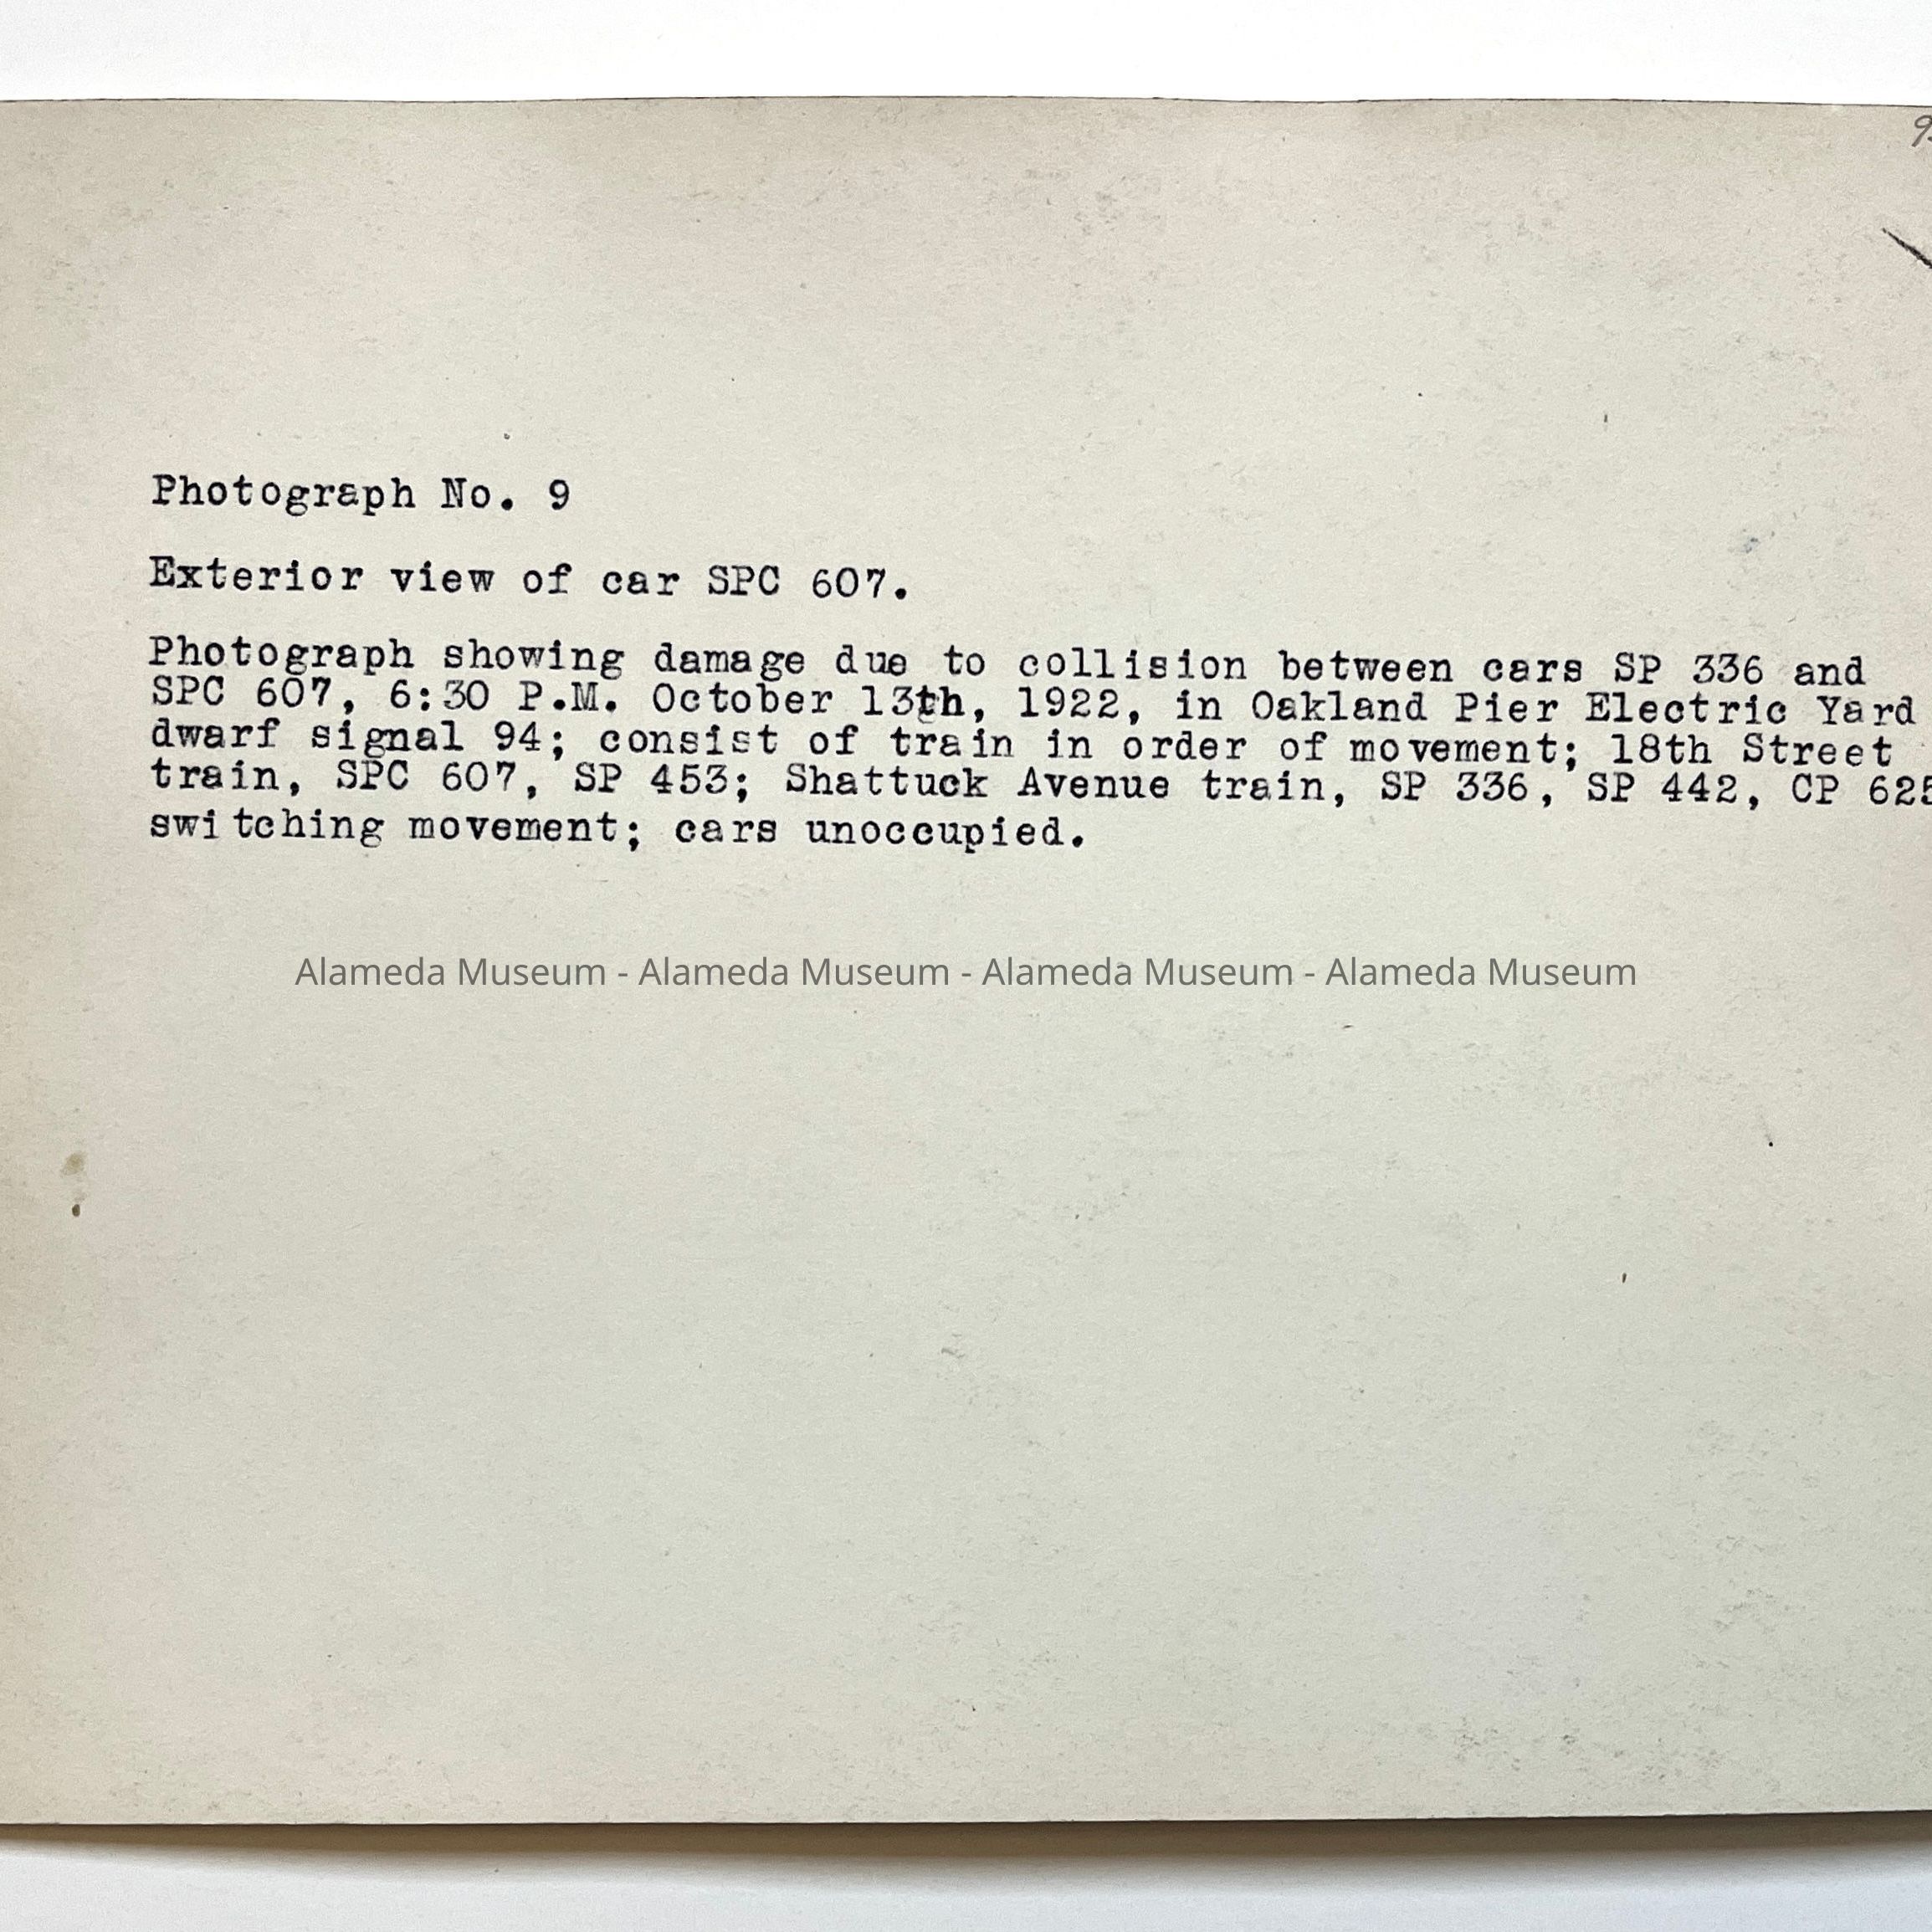 Photograph No. 9
Exterior view of car SPC 607.
Photograph showing damage due to collision between cars SP 336 and
SPC 607, 6:30 P.M. October 13th, 1922, in Oakland Pier Electric Yard
dwarf signal 94; consist of train in order of movement; 18th Street
train, SPC 607, SP 453; Shattuck Avenue train, SP 336, SP 442, CP 625
switching movement; cars unoccupied.
Alameda Museum - Alameda Museum - Alameda Museum - Alameda Museum